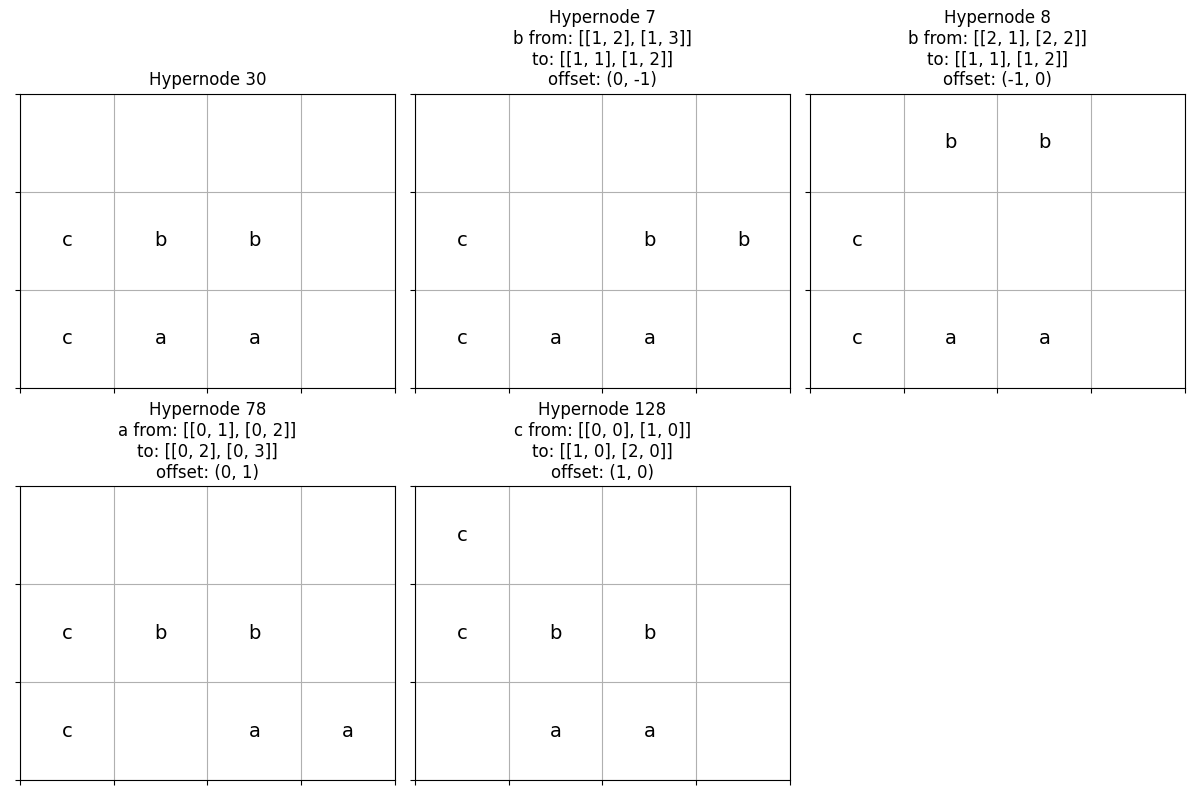 Hypernode 30
c b b
c a a
Hypernode 7
b from: [[1, 2], [1, 3]]
to: [[1, 1], [1, 2]]
offset: (0, -1)
c b b
c a a
Hypernode 8
b from: [[2, 1], [2, 2]]
to: [[1, 1], [1, 2]]
offset: (-1, 0)
b b
c
c a a
Hypernode 78
a from: [[0, 1], [0, 2]]
to: [[0, 2], [0, 3]]
offset: (0, 1)
c b b
c a a
Hypernode 128
c from: [[0, 0], [1, 0]]
to: [[1, 0], [2, 0]]
offset: (1, 0)
c
c b b
a a